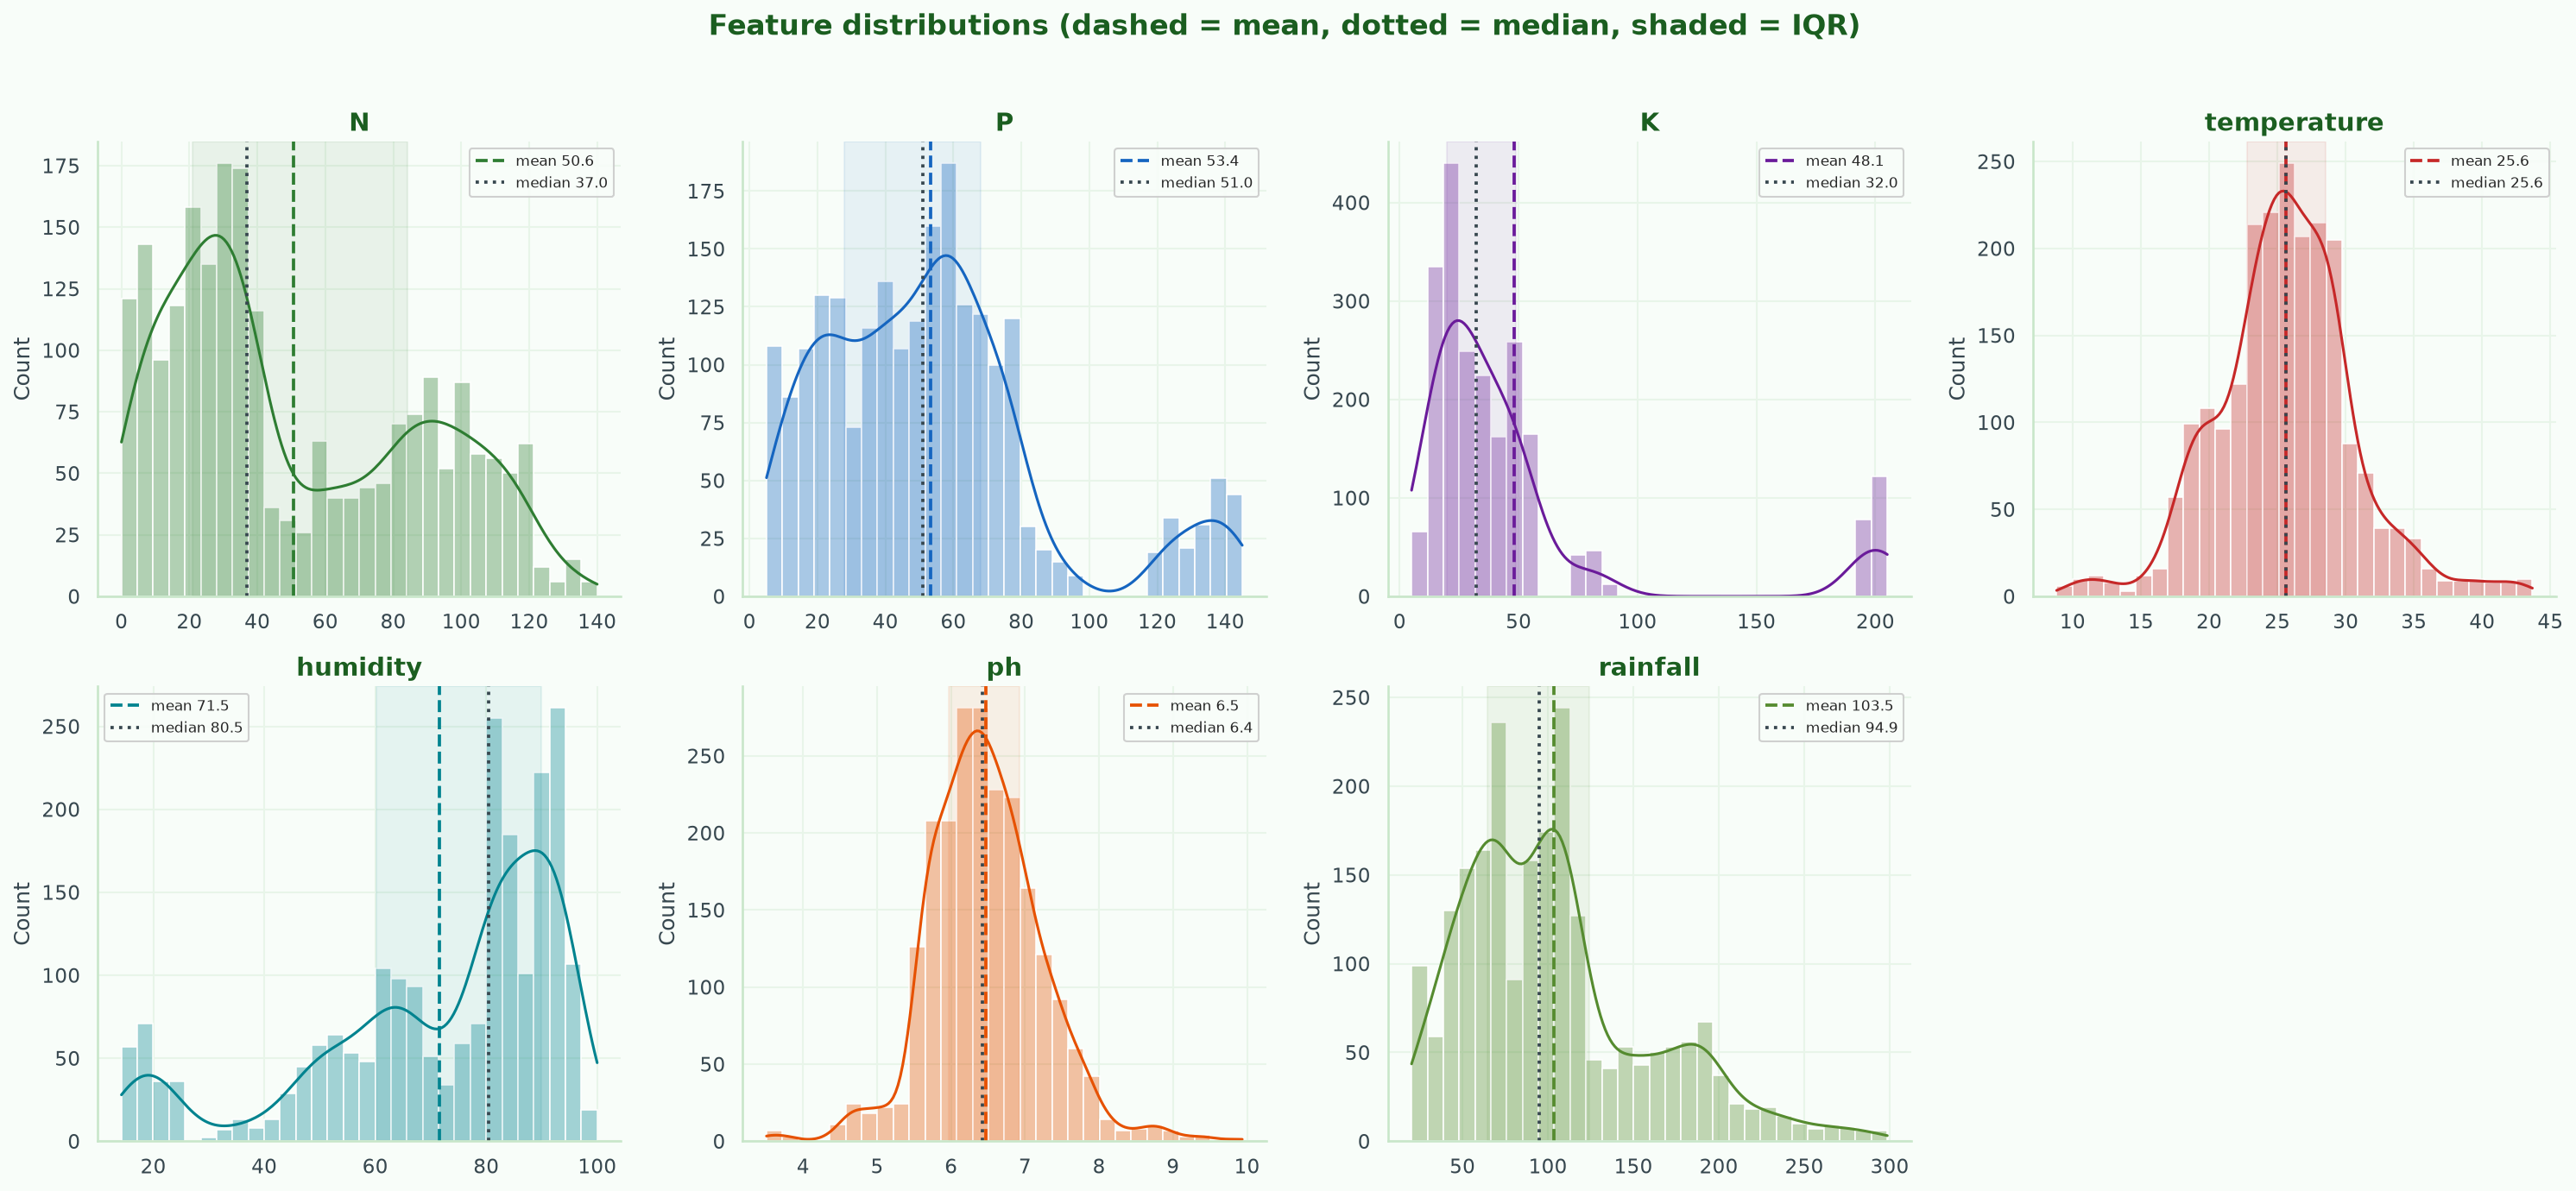 Feature distributions (dashed = mean, dotted = median, shaded = IQR)
N
Count
175
150
125
100
75
50
25
0
0 20 40 60 80 100 120 140
mean 50.6
median 37.0
P
Count
175
150
125
100
75
50
25
0
0 20 40 60 80 100 120 140
mean 53.4
median 51.0
K
Count
400
300
200
100
0
0 50 100 150 200
mean 48.1
median 32.0
temperature
Count
250
200
150
100
50
0
10 15 20 25 30 35 40 45
mean 25.6
median 25.6
humidity
Count
250
200
150
100
50
0
20 40 60 80 100
mean 71.5
median 80.5
ph
Count
250
200
150
100
50
0
4 5 6 7 8 9 10
mean 6.5
median 6.4
rainfall
Count
250
200
150
100
50
0
50 100 150 200 250 300
mean 103.5
median 94.9